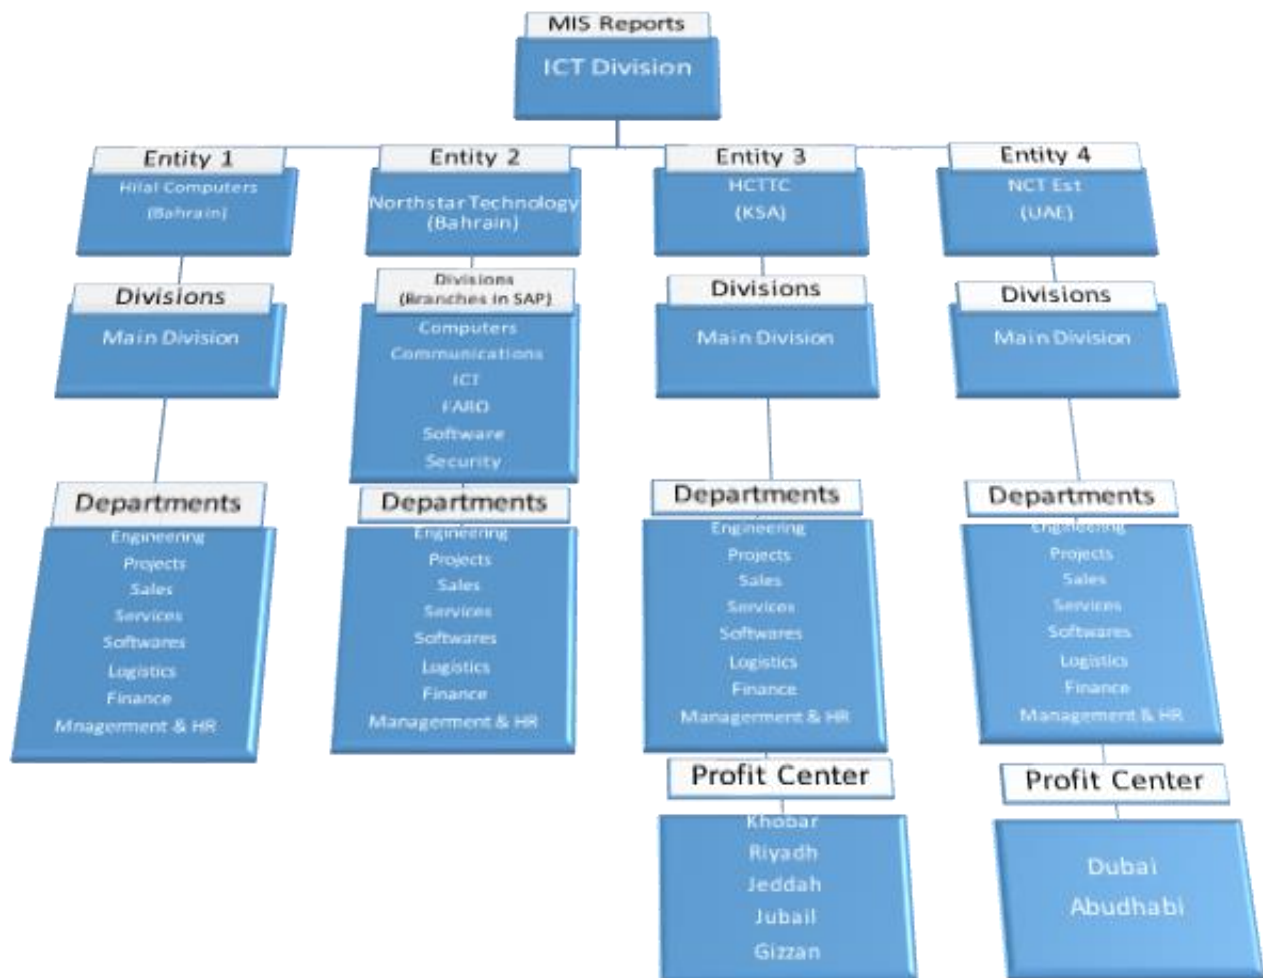 MIS Reports
ICT Division
Entity 1
Hilal Computers
(Bahrain)
Divisions
Main Division
Departments
Engineering
Projects
Sales
Services
Softwares
Logistics
Finance
Mnagerment & HR
Entity 2
Northstar Technology
(Bahrain)
Divisions
(Branches in SAP)
Computers
Communications
ICT
FARO
Software
Security
Departments
Engineering
Projects
Sales
Services
Softwares
Logistics
Finance
Managerment & HR
Entity 3
HCTTC
(KSA)
Divisions
Main Division
Departments
Engineering
Projects
Sales
Services
Softwares
Logistics
Finance
Managerment & HR
Profit Center
Khobar
Riyadh
Jeddah
Jubail
Gizzan
Entity 4
NCT Est
(UAE)
Divisions
Main Division
Departments
Engineering
Projects
Sales
Services
Softwares
Logistics
Finance
Management & HR
Profit Center
Dubai
Abudhabi